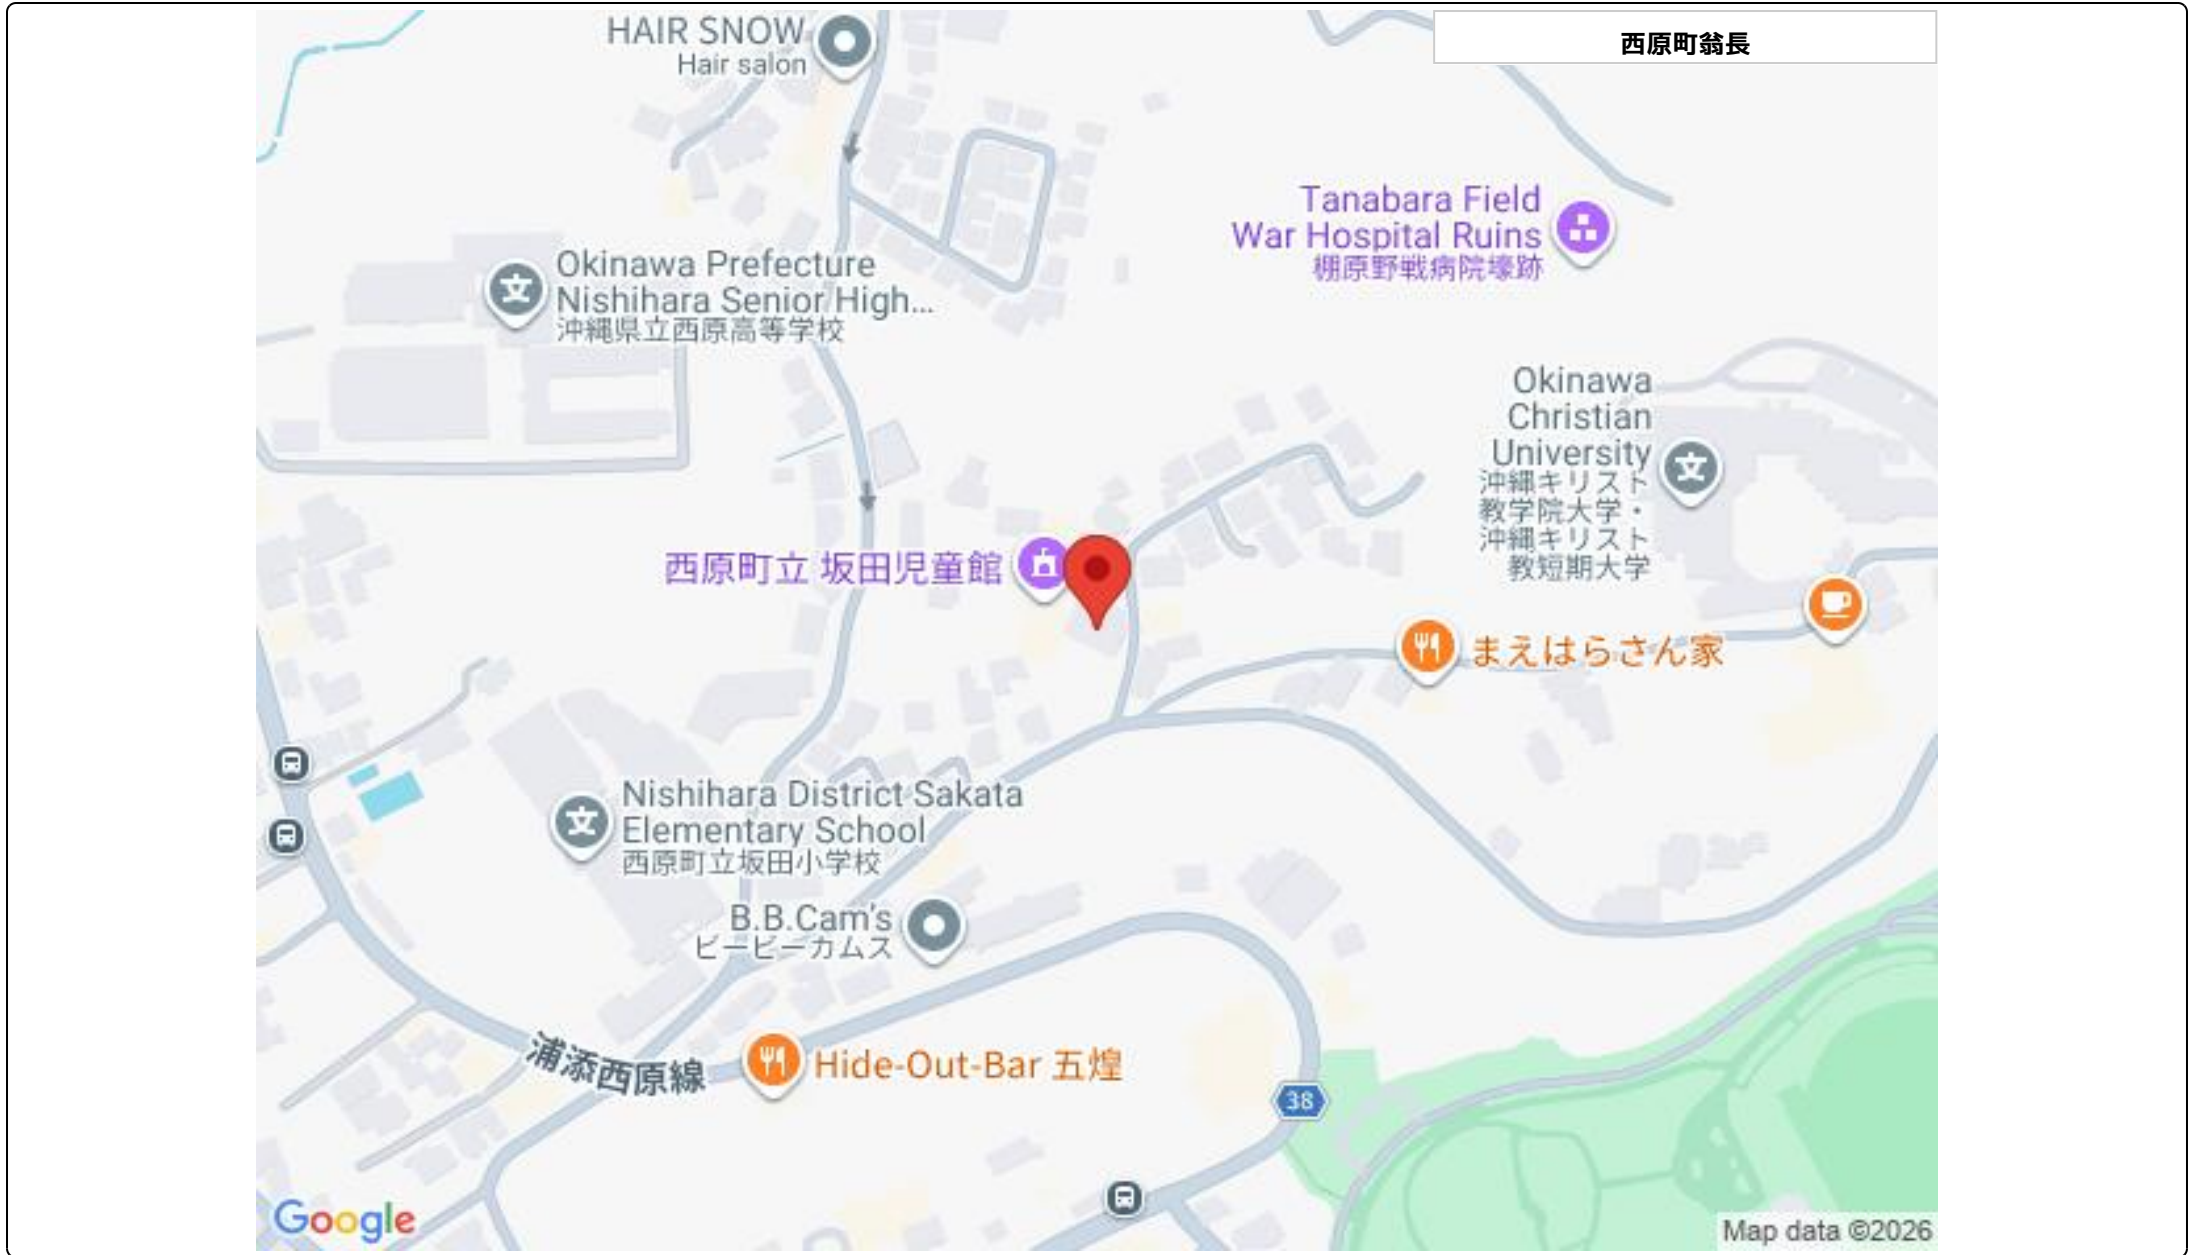 HAIR SNOW
Hair salon
西原町翁長
Tanabara Field
War Hospital Ruins
棚原野戦病院壕跡
Okinawa Prefecture
Nishihara Senior High...
沖縄県立西原高等学校
Okinawa
Christian
University
沖縄キリスト
教学院大学・
沖縄キリスト
教短期大学
西原町立 坂田児童館
まえはらさん家
Nishihara District Sakata
Elementary School
西原町立坂田小学校
B.B.Cam's
ビービーカムス
浦添西原線
Hide-Out-Bar 五煌
38
Google
Map data ©2026